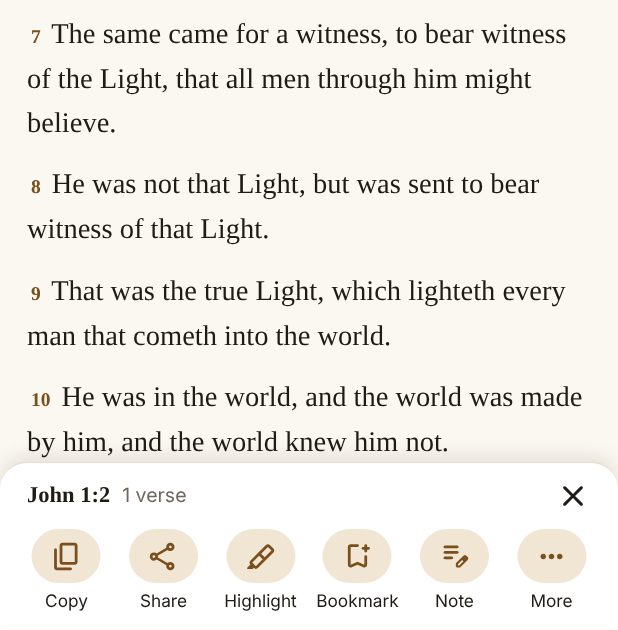 7 The same came for a witness, to bear witness
of the Light, that all men through him might
believe.
8 He was not that Light, but was sent to bear
witness of that Light.
9 That was the true Light, which lighteth every
man that cometh into the world.
10 He was in the world, and the world was made
by him, and the world knew him not.
John 1:2 1 verse
Copy Share Highlight Bookmark Note More